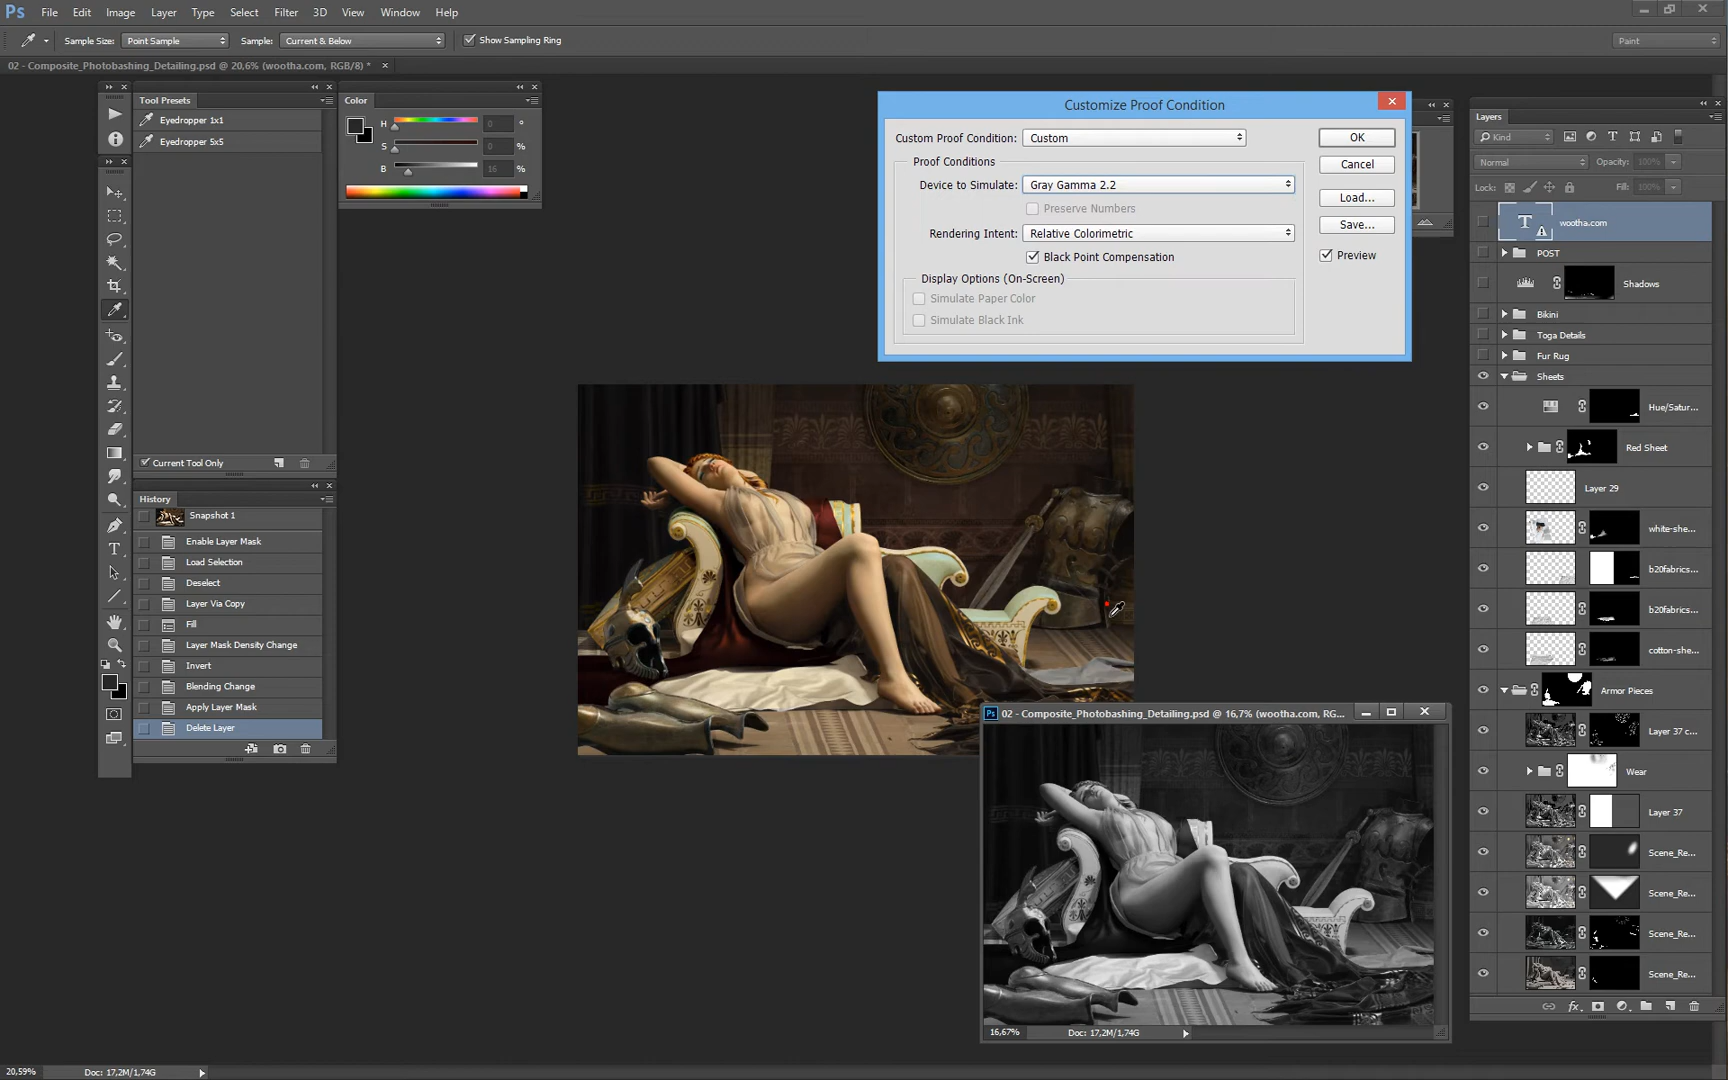 Ps File Edit Image Layer Type Select Filter 3D View Window Help
Sample Size: Point Sample Sample: Current & Below Show Sampling Ring Paint
02 - Composite_Photobashing_Detailing.psd @ 20,6% (wootha.com, RGB/8) *
Tool Presets
Eyedropper 1x1
Eyedropper 5x5
Current Tool Only
Color
H 0 °
S 0 %
B 16 %
History
Snapshot 1
Enable Layer Mask
Load Selection
Deselect
Layer Via Copy
Fill
Layer Mask Density Change
Invert
Blending Change
Apply Layer Mask
Delete Layer
Customize Proof Condition
Custom Proof Condition: Custom
OK
Proof Conditions
Cancel
Device to Simulate: Gray Gamma 2.2
Load...
Preserve Numbers
Save...
Rendering Intent: Relative Colorimetric
Black Point Compensation
Preview
Display Options (On-Screen)
Simulate Paper Color
Simulate Black Ink
Ps 02 - Composite_Photobashing_Detailing.psd @ 16,7% (wootha.com, RG...
16,67% Doc: 17,2M/1,74G
Layers
Kind
Normal Opacity: 100%
Lock: Fill: 100%
T wootha.com
POST
Shadows
Bikini
Toga Details
Fur Rug
Sheets
Hue/Satur...
Red Sheet
Layer 29
white-she...
b20fabrics...
b20fabrics...
cotton-she...
Armor Pieces
Layer 37 c...
Wear
Layer 37
Scene_Re...
Scene_Re...
Scene_Re...
Scene_Re...
fx
20,59% Doc: 17,2M/1,74G